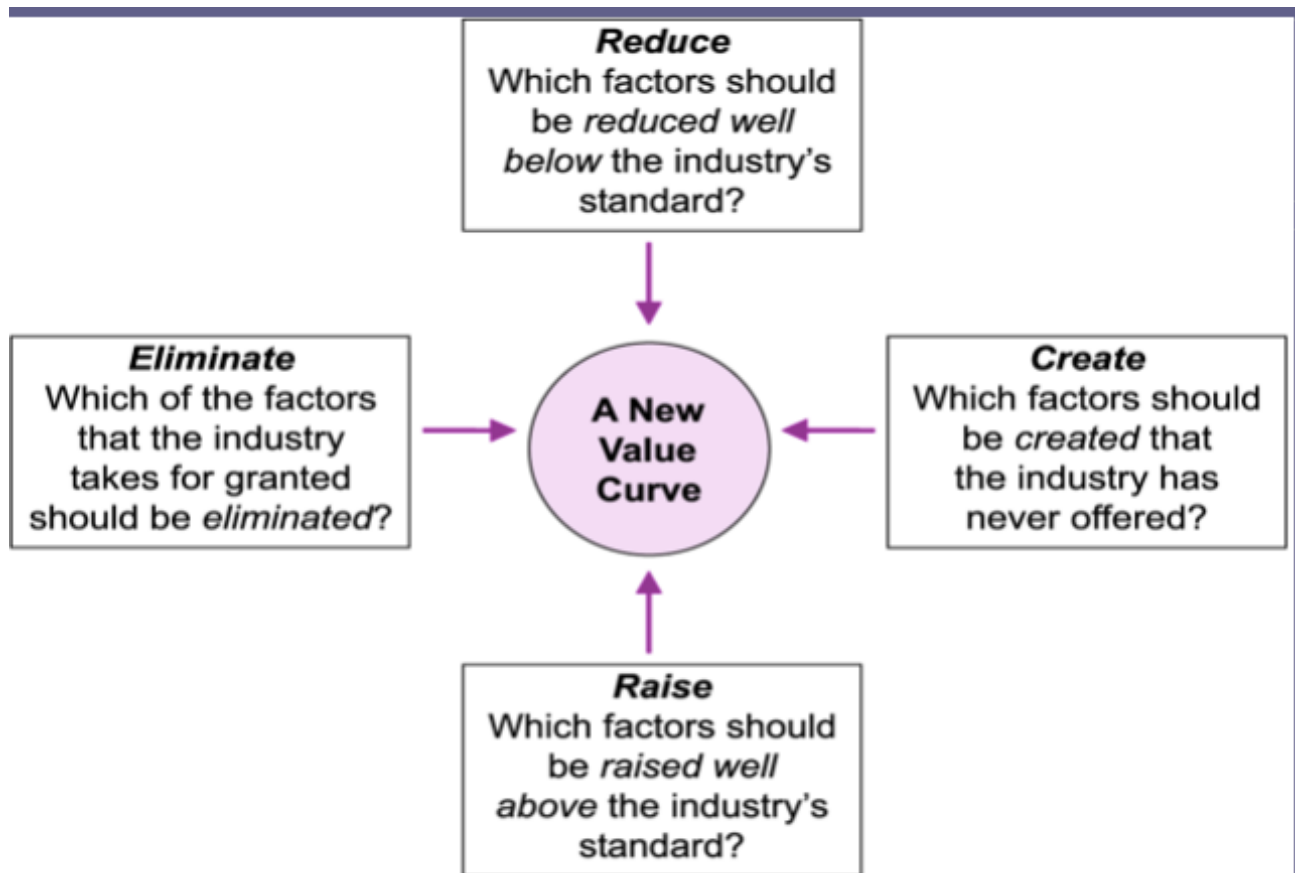 Reduce
Which factors should
be reduced well
below the industry’s
standard?
Eliminate
Which of the factors
that the industry
takes for granted
should be eliminated?
A New
Value
Curve
Create
Which factors should
be created that
the industry has
never offered?
Raise
Which factors should
be raised well
above the industry’s
standard?